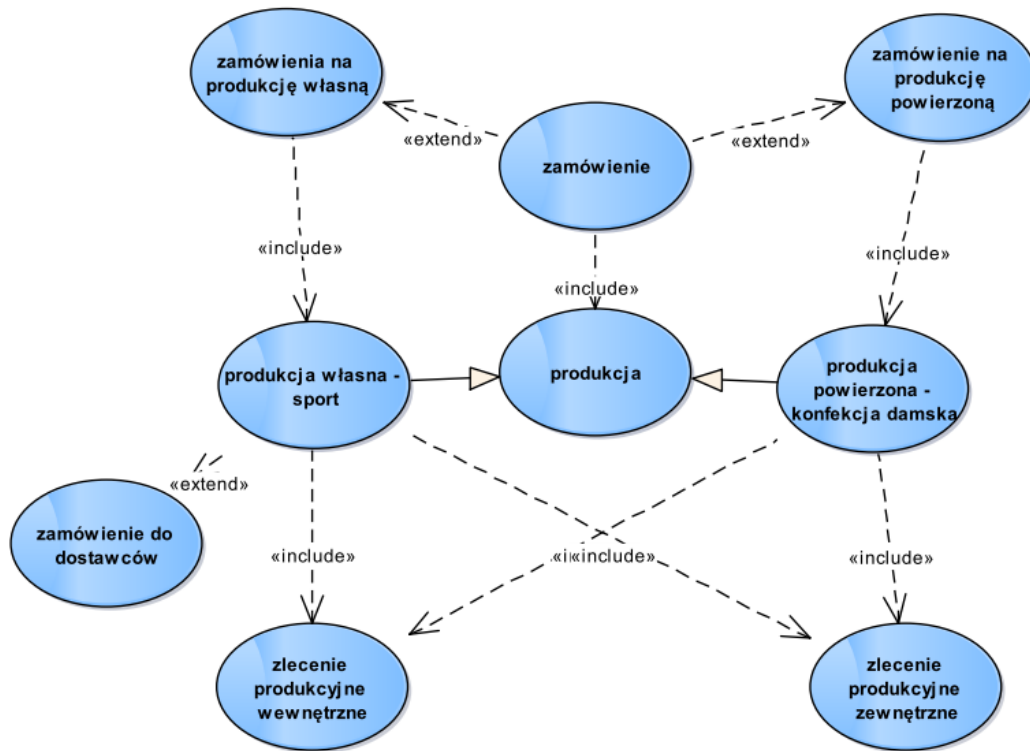 zamówienia na
produkcję własną
zamówienie na
produkcję
powierzoną
«extend»
«extend»
zamówienie
«include»
«include»
«include»
produkcja własna -
sport
produkcja
produkcja
powierzona -
konfekcja damska
«extend»
zamówienie do
dostawców
«include»
«include»
«include»
zlecenie
produkcyjne
wewnętrzne
zlecenie
produkcyjne
zewnętrzne